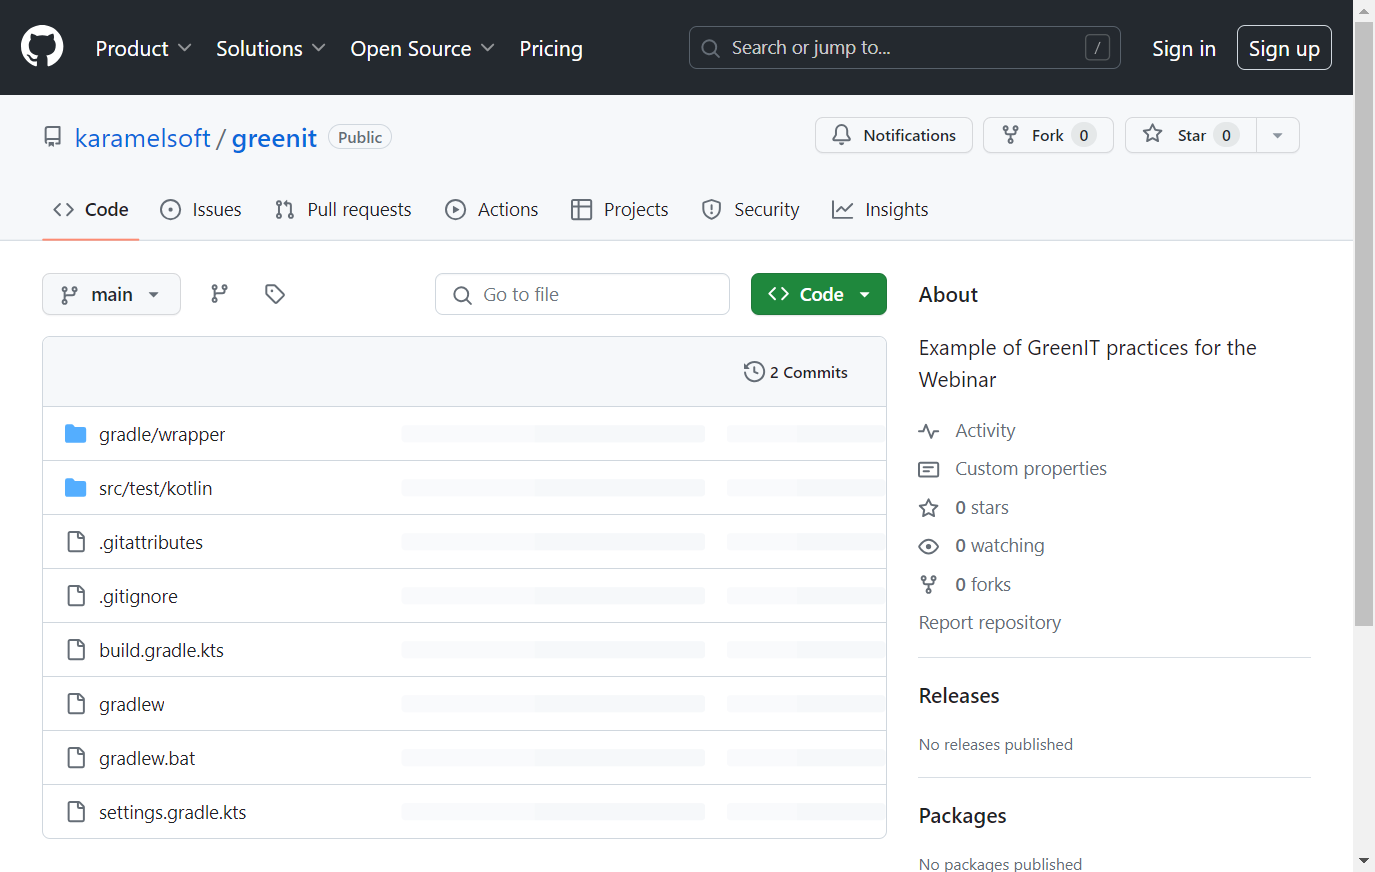 Product Solutions Open Source Pricing Search or jump to... / Sign in Sign up
karamelsoft / greenit Public Notifications Fork 0 Star 0
Code Issues Pull requests Actions Projects Security Insights
main Go to file Code
2 Commits
gradle/wrapper
src/test/kotlin
.gitattributes
.gitignore
build.gradle.kts
gradlew
gradlew.bat
settings.gradle.kts
About
Example of GreenIT practices for the
Webinar
Activity
Custom properties
0 stars
0 watching
0 forks
Report repository
Releases
No releases published
Packages
No packages published